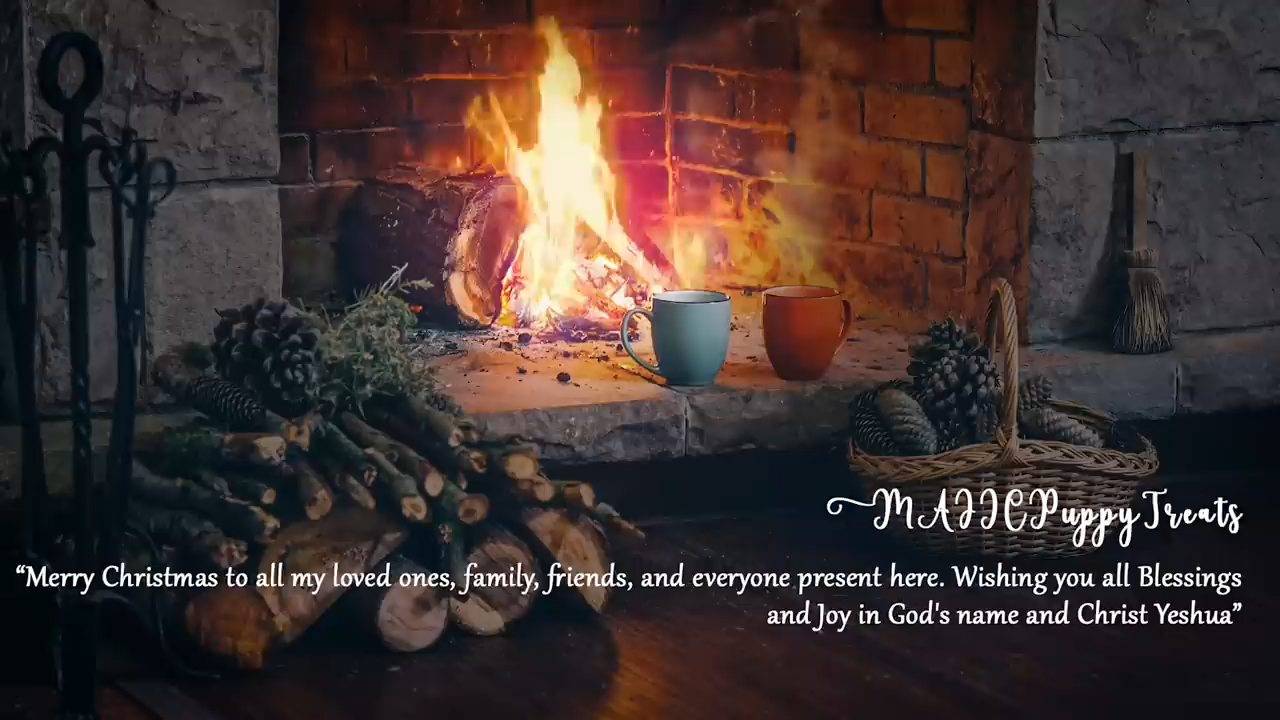 MAJICPuppyTreats
“Merry Christmas to all my loved ones, family, friends, and everyone present here. Wishing you all Blessings
and Joy in God's name and Christ Yeshua”